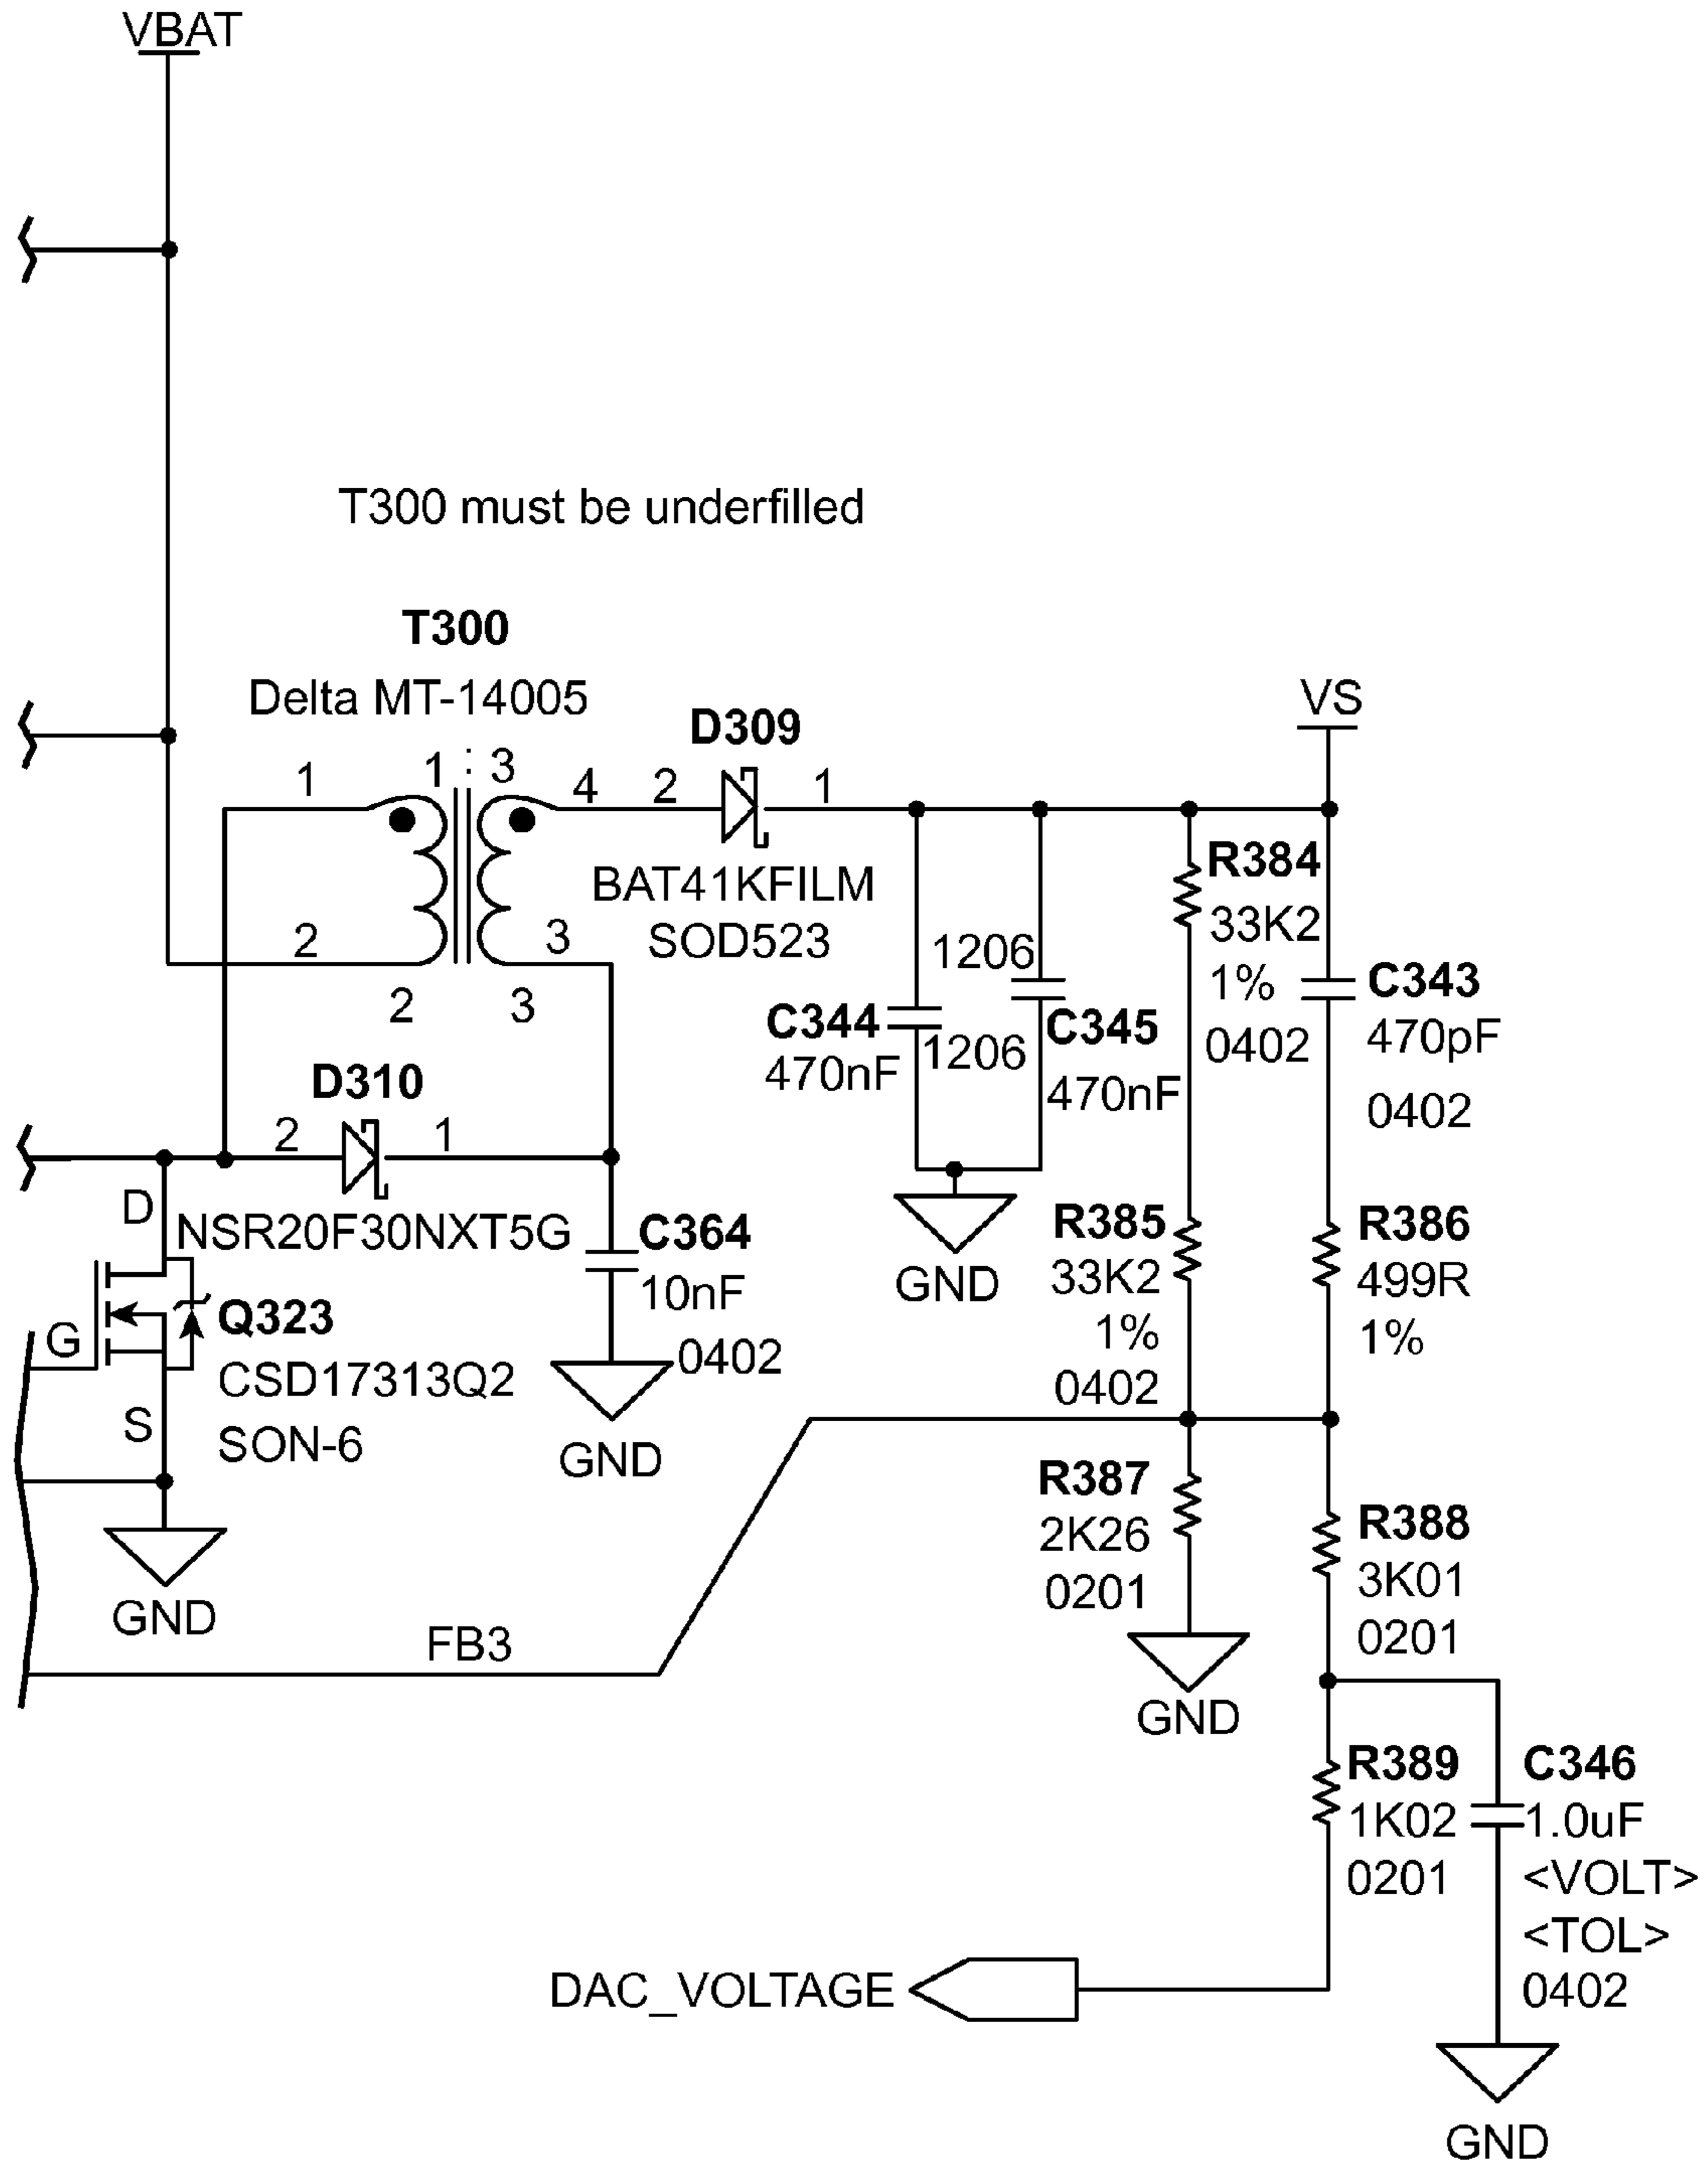 VBAT
T300 must be underfilled
T300
Delta MT-14005
1 : 3
1
2
2
4
3
3
D309
2
1
BAT41KFILM
SOD523
VS
R384
33K2
1%
0402
C343
470pF
0402
1206
C344
470nF
1206
C345
470nF
GND
D310
2
1
NSR20F30NXT5G
D
G
S
Q323
CSD17313Q2
SON-6
GND
C364
10nF
0402
GND
R385
33K2
1%
0402
R386
499R
1%
FB3
R387
2K26
0201
GND
R388
3K01
0201
R389
1K02
0201
C346
1.0uF
<VOLT>
<TOL>
0402
GND
DAC_VOLTAGE